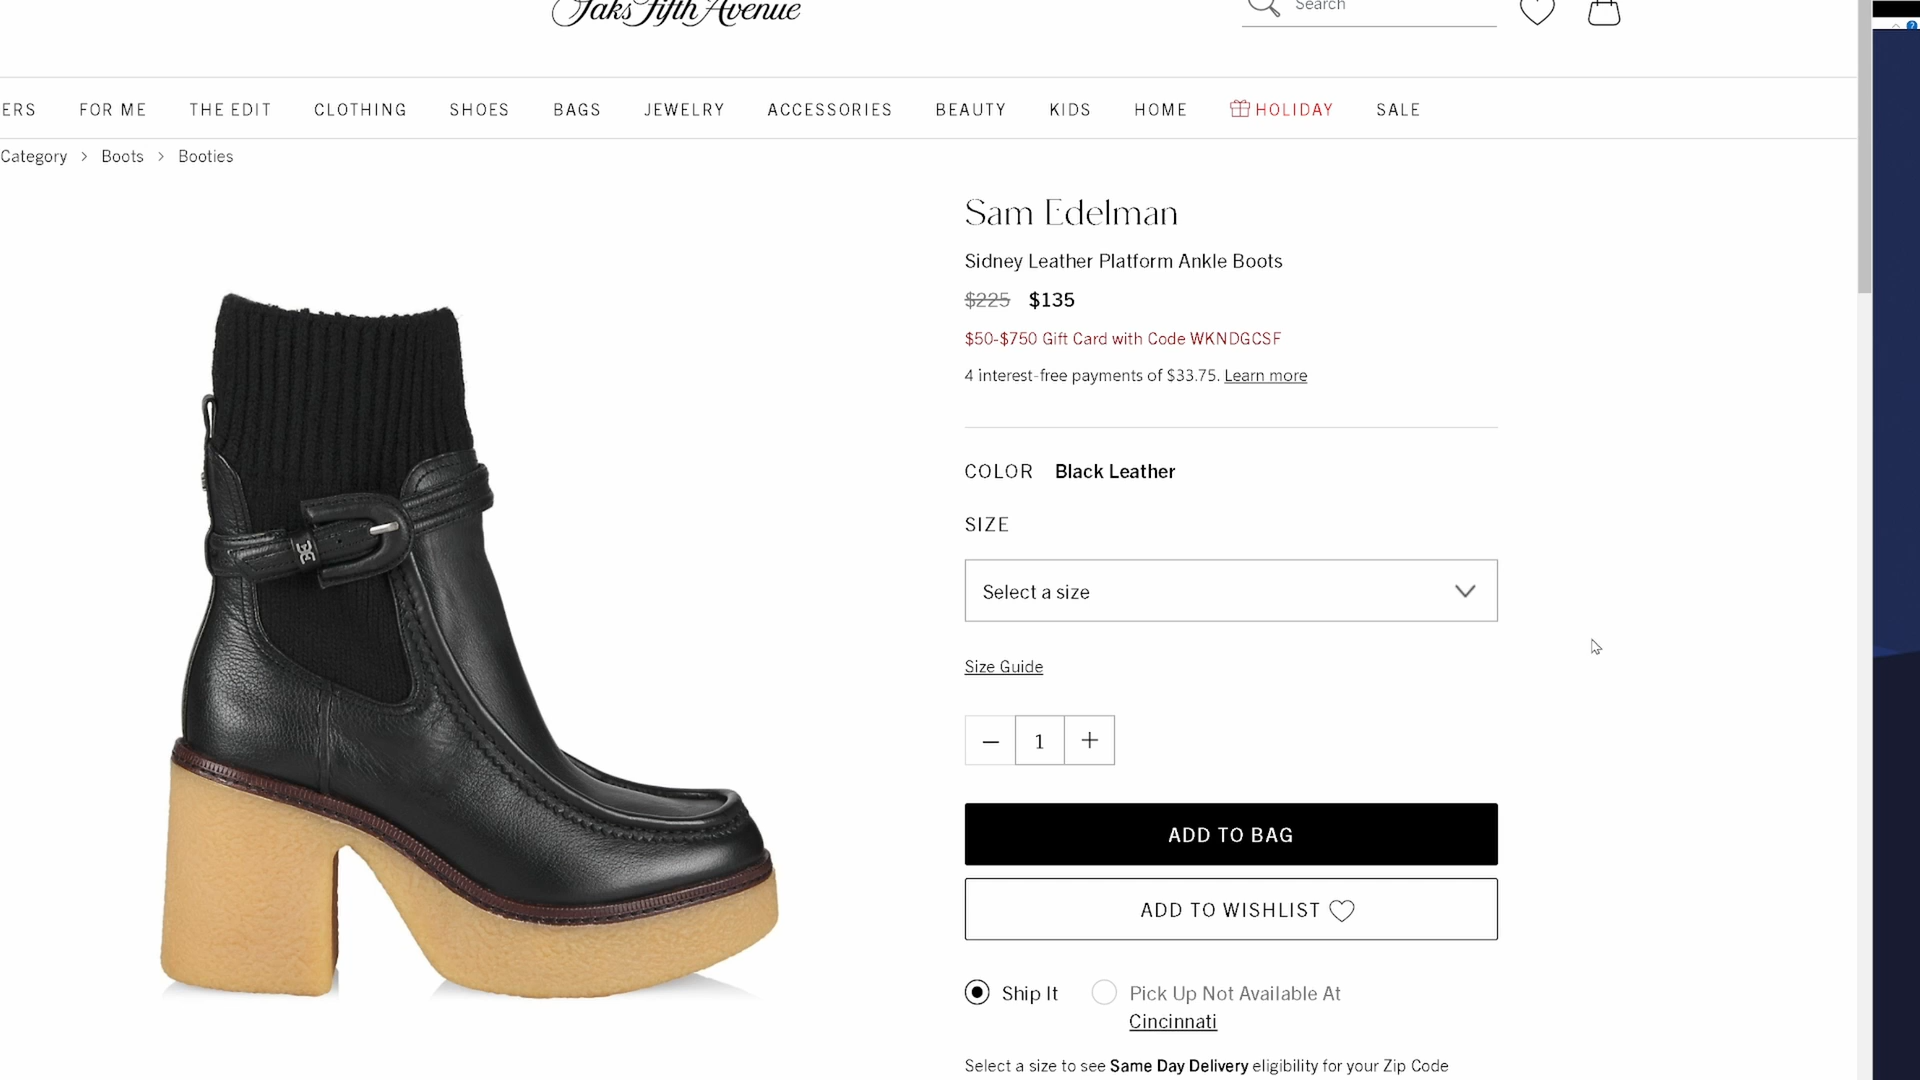 Saks Fifth Avenue
Search
ERS FOR ME THE EDIT CLOTHING SHOES BAGS JEWELRY ACCESSORIES BEAUTY KIDS HOME HOLIDAY SALE
Category > Boots > Booties
Sam Edelman
Sidney Leather Platform Ankle Boots
$225 $135
$50-$750 Gift Card with Code WKNDGCSF
4 interest-free payments of $33.75. Learn more
COLOR Black Leather
SIZE
Select a size
Size Guide
— 1 +
ADD TO BAG
ADD TO WISHLIST
Ship It Pick Up Not Available At
Cincinnati
Select a size to see Same Day Delivery eligibility for your Zip Code